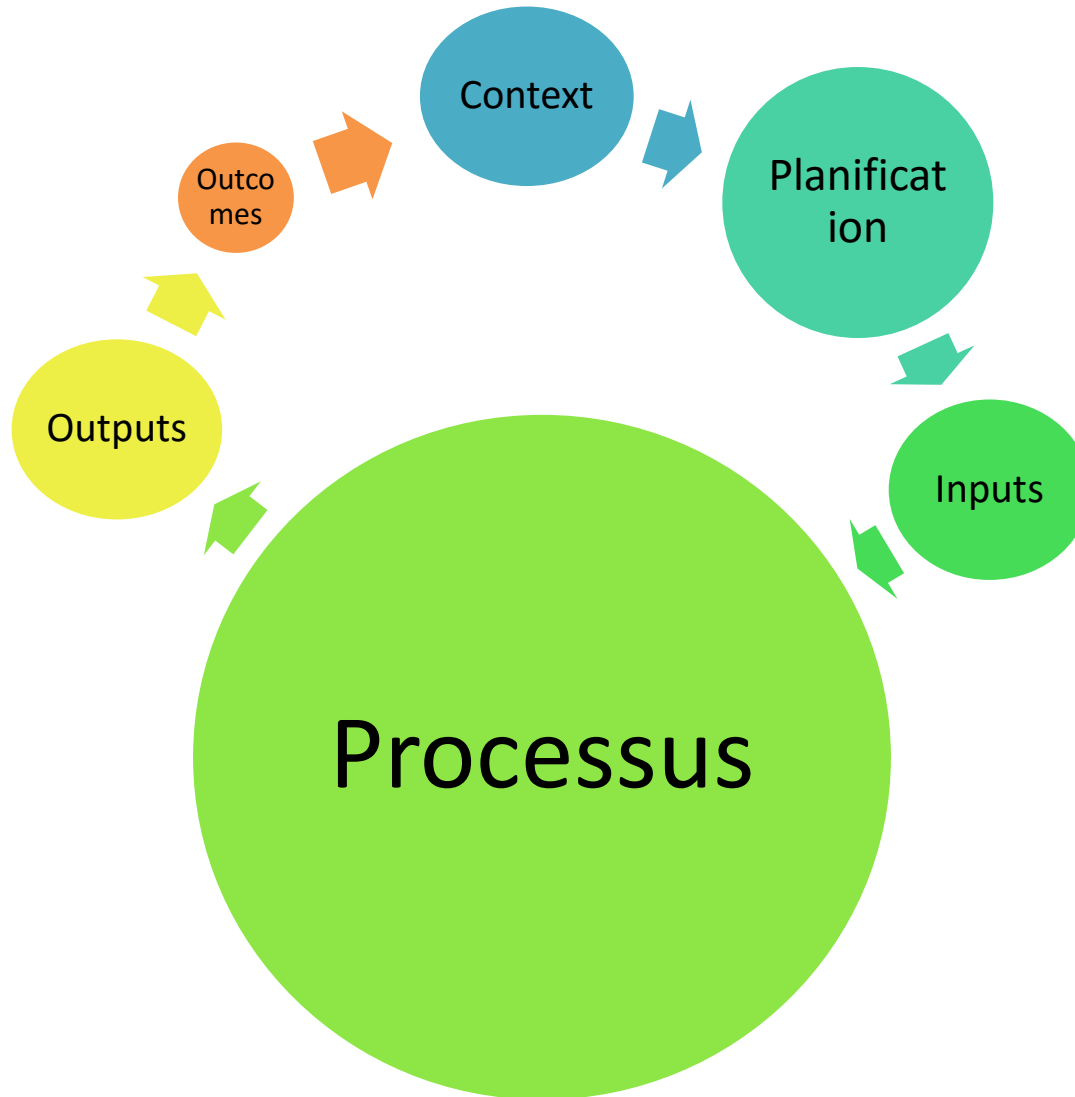 Context
Planificat
ion
Inputs
Processus
Outputs
Outco
mes